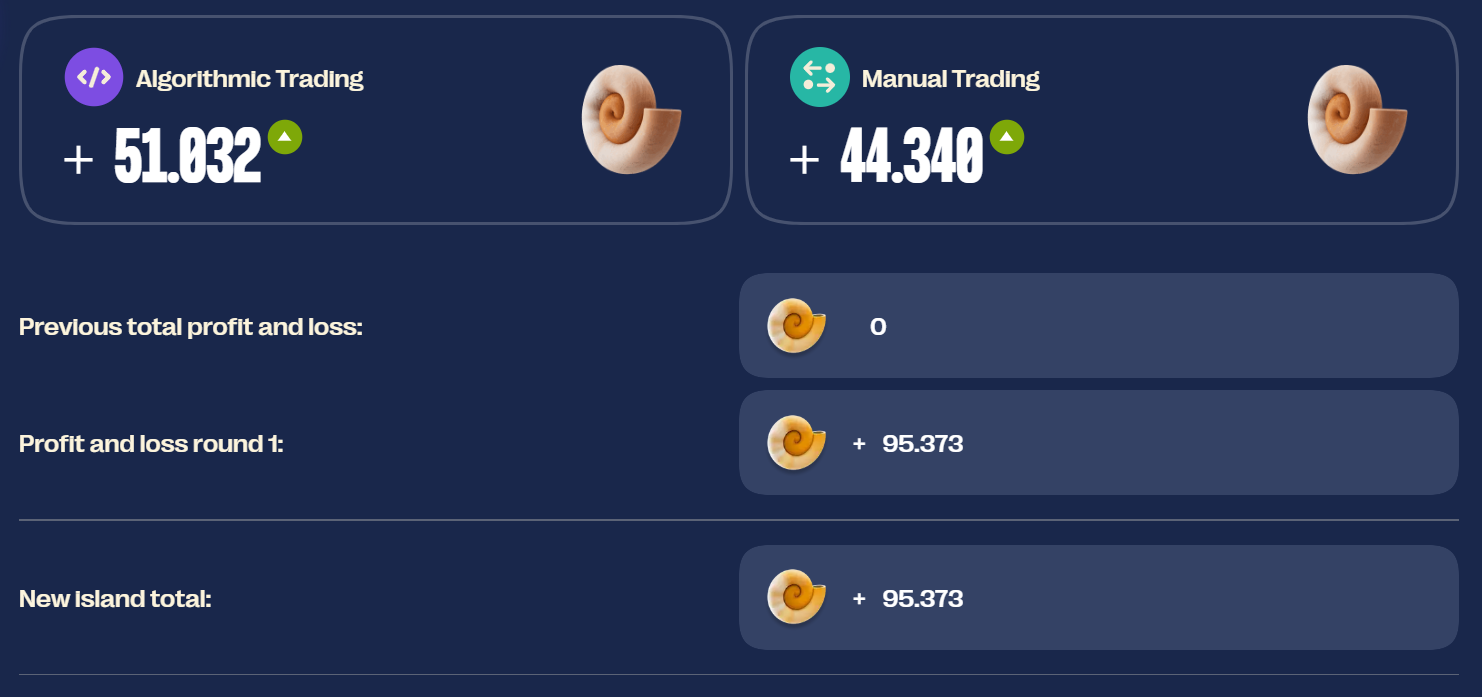 </> Algorithmic Trading
+ 51.032
Manual Trading
+ 44.340
Previous total profit and loss:
0
Profit and loss round 1:
+ 95.373
New island total:
+ 95.373